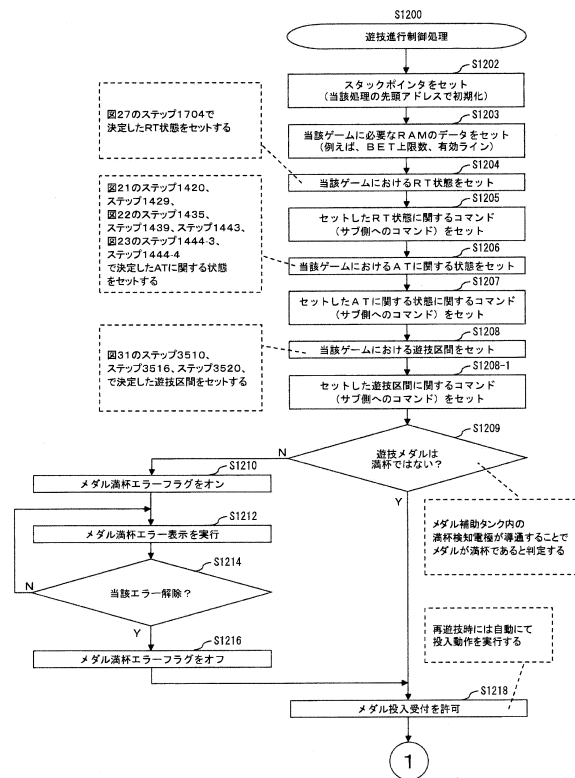 S1200
遊技進行制御処理
S1202
スタックポインタをセット
(当該処理の先頭アドレスで初期化)
S1203
当該ゲームに必要なRAMのデータをセット
(例えば、BET上限数、有効ライン)
図27のステップ1704で
決定したRT状態をセットする
S1204
当該ゲームにおけるRT状態をセット
S1205
セットしたRT状態に関するコマンド
(サブ側へのコマンド)をセット
図21のステップ1420、
ステップ1429、
図22のステップ1435、
ステップ1439、ステップ1443、
図23のステップ1444-3、
ステップ1444-4
で決定したATに関する状態
をセットする
S1206
当該ゲームにおけるATに関する状態をセット
S1207
セットしたATに関する状態に関するコマンド
(サブ側へのコマンド)をセット
S1208
当該ゲームにおける遊技区間をセット
図31のステップ3510、
ステップ3516、ステップ3520、
で決定した遊技区間をセットする
S1208-1
セットした遊技区間に関するコマンド
(サブ側へのコマンド)をセット
S1209
遊技メダルは
満杯ではない?
N
Y
S1210
メダル満杯エラーフラグをオン
メダル補助タンク内の
満杯検知電極が導通することで
メダルが満杯であると判定する
S1212
メダル満杯エラー表示を実行
S1214
当該エラー解除?
N
Y
S1216
メダル満杯エラーフラグをオフ
再遊技時には自動にて
投入動作を実行する
S1218
メダル投入受付を許可
1